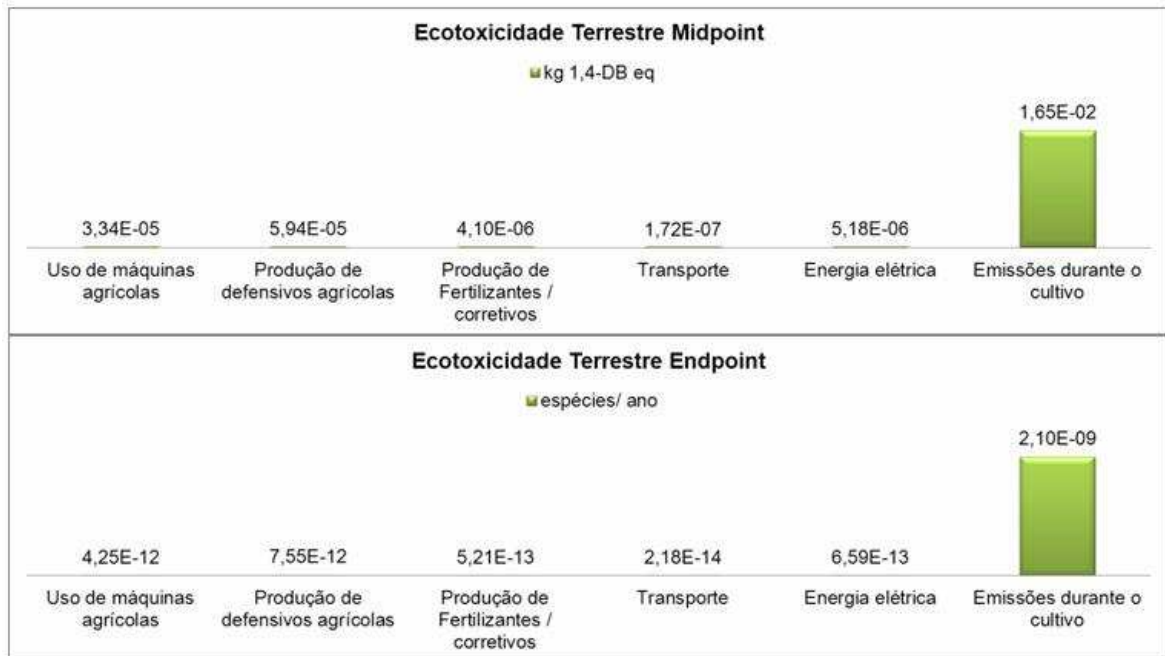 Ecotoxicidade Terrestre Midpoint
kg 1,4-DB eq
1,65E-02
3,34E-05 5,94E-05 4,10E-06 1,72E-07 5,18E-06
Uso de máquinas Produção de Produção de Transporte Energia elétrica Emissões durante o
agrícolas defensivos agrícolas Fertilizantes / cultivo
corretivos
Ecotoxicidade Terrestre Endpoint
espécies/ ano
2,10E-09
4,25E-12 7,55E-12 5,21E-13 2,18E-14 6,59E-13
Uso de máquinas Produção de Produção de Transporte Energia elétrica Emissões durante o
agrícolas defensivos agrícolas Fertilizantes / cultivo
corretivos